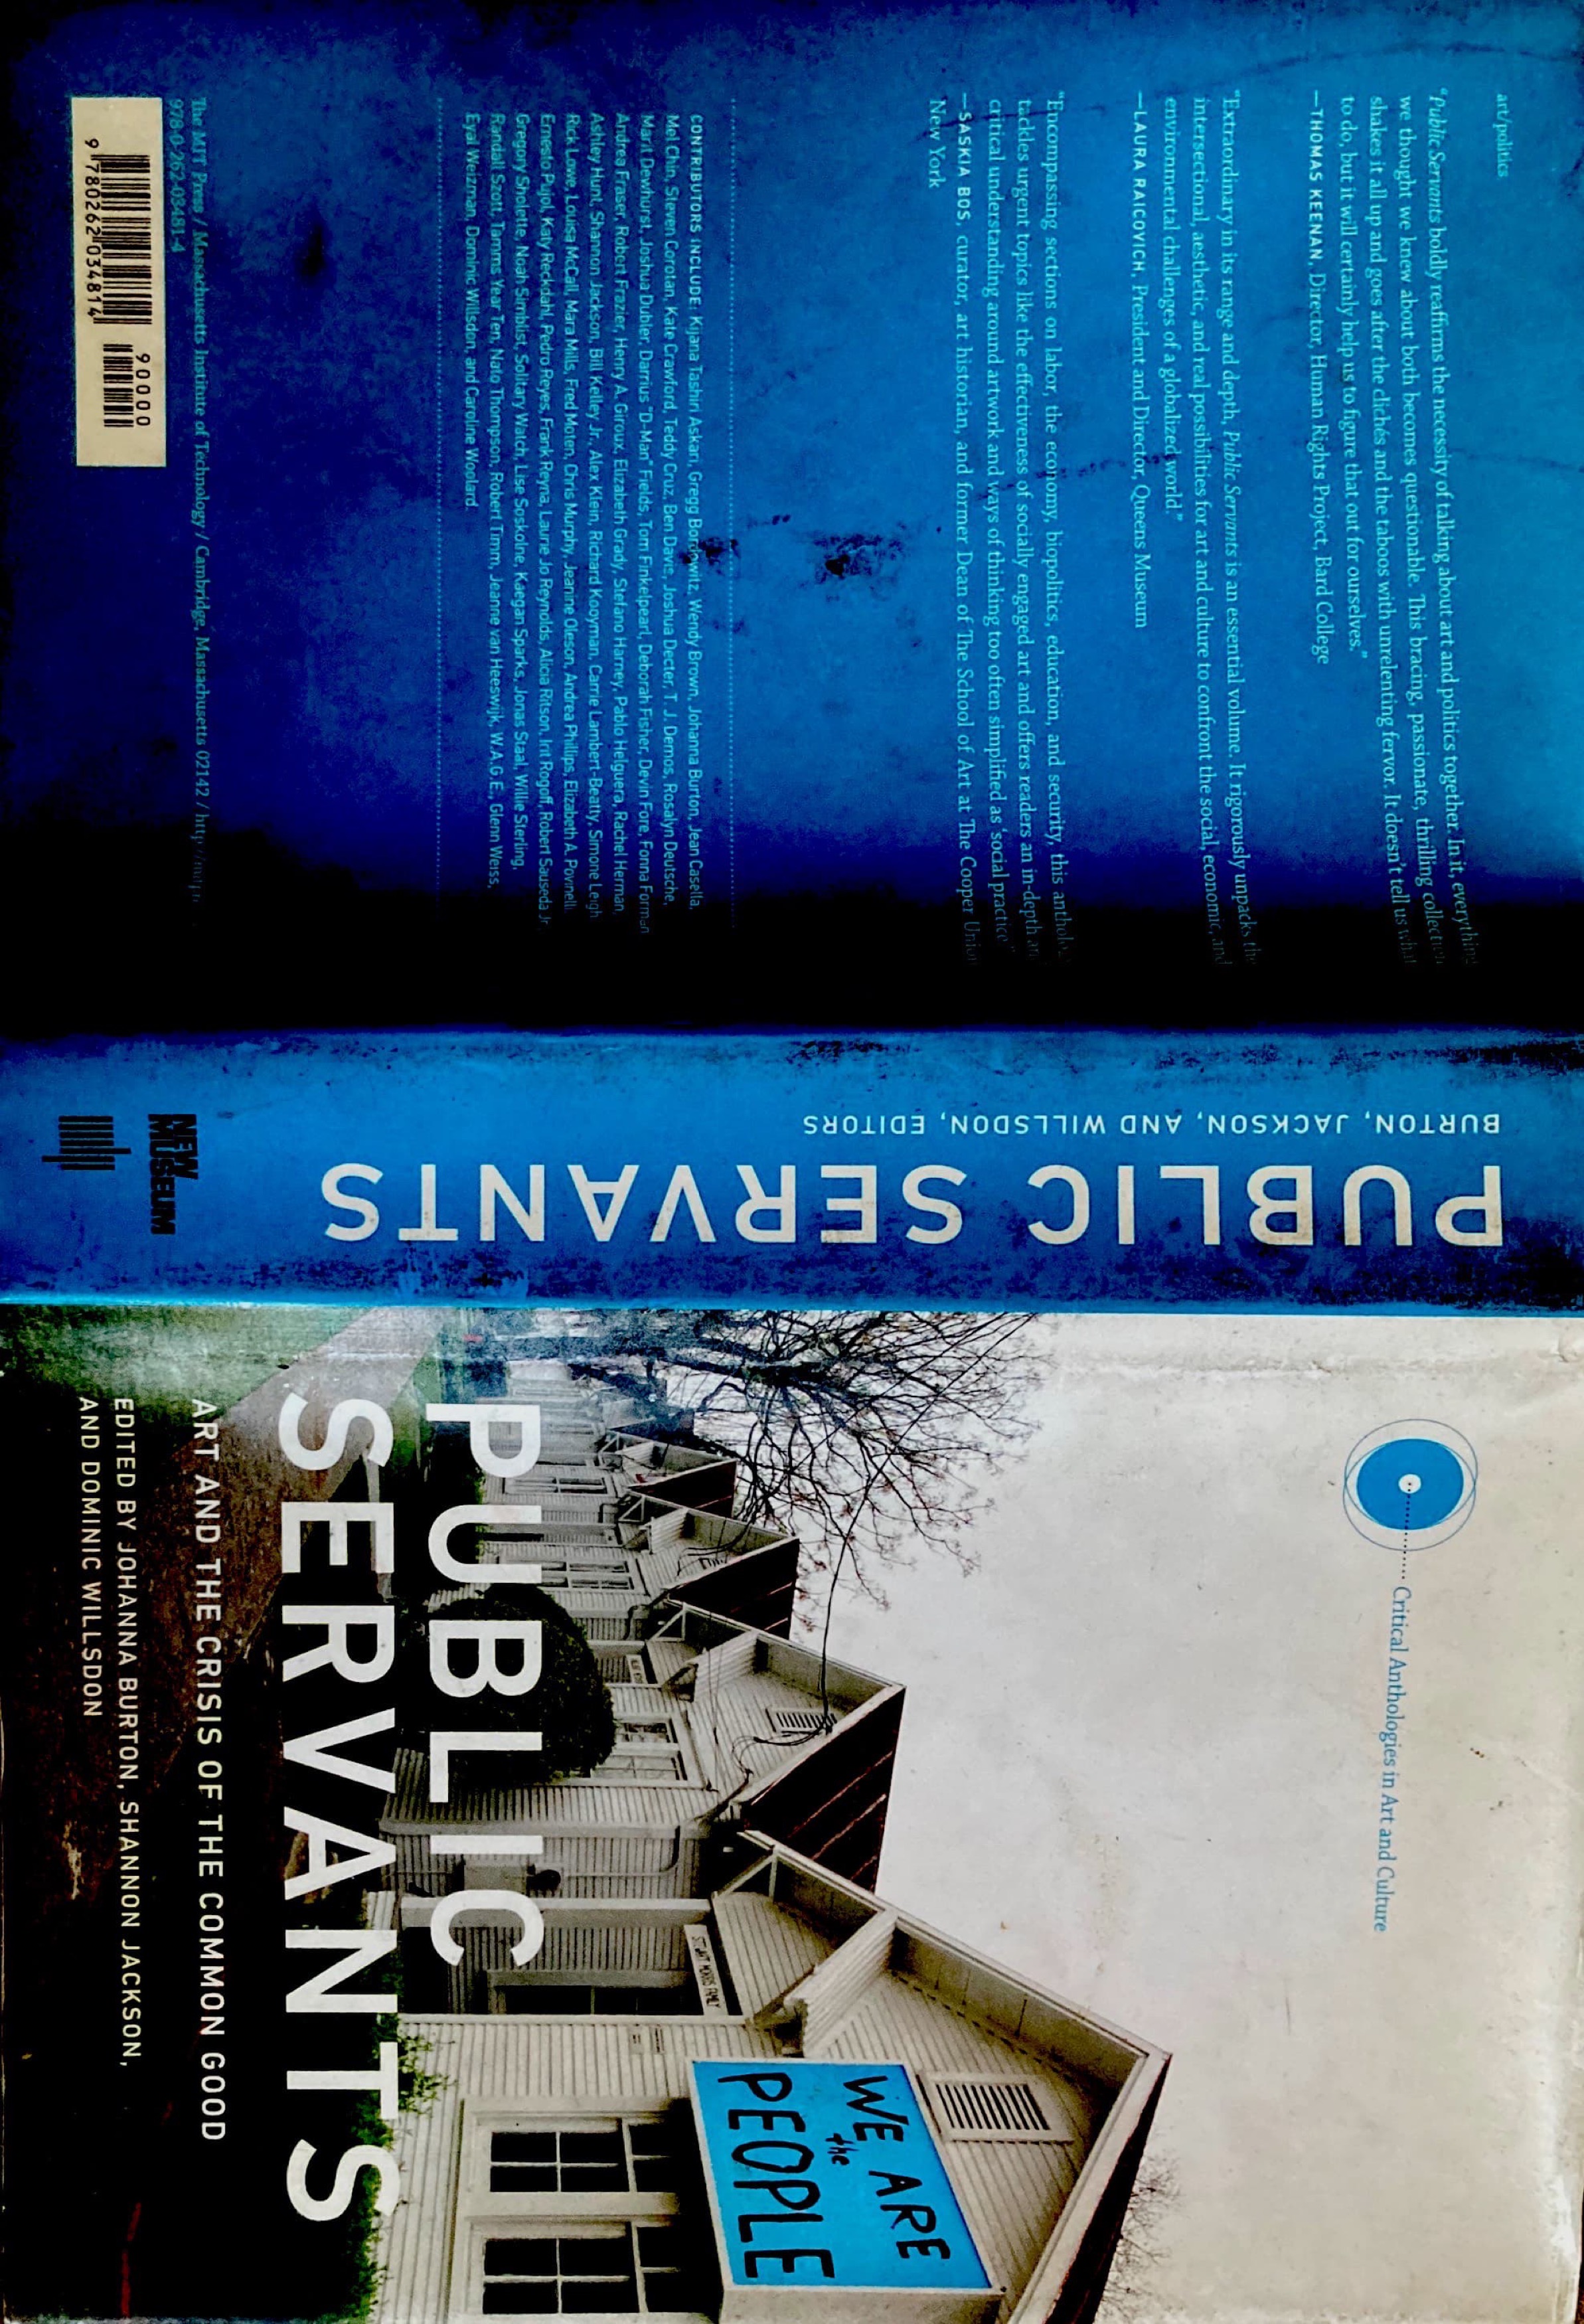 art/politics
“Public Servants boldly reaffirms the necessity of talking about art and politics together. In it, everything
we thought we knew about both becomes questionable. This bracing, passionate, thrilling collection
shakes it all up and goes after the clichés and the taboos with unrelenting fervor. It doesn't tell us what
to do, but it will certainly help us to figure that out for ourselves.”
—THOMAS KEENAN, Director, Human Rights Project, Bard College
“Extraordinary in its range and depth, Public Servants is an essential volume. It rigorously unpacks the
intersectional, aesthetic, and real possibilities for art and culture to confront the social, economic, and
environmental challenges of a globalized world.”
—LAURA RAICOVICH, President and Director, Queens Museum
“Encompassing sections on labor, the economy, biopolitics, education, and security, this
tackles urgent topics like the effectiveness of socially engaged art and offers readers an in-depth
critical understanding around artwork and ways of thinking too often simplified as ‘social practice.’”
—SASKIA BOS, curator, art historian, and former Dean of The School of Art at The Cooper Union
New York
CONTRIBUTORS INCLUDE: Kijana Tashiri Askari, Gregg Bordowitz, Wendy Brown, Johanna Burton, Jean Casella,
Mel Chin, Steven Corotan, Kate Crawford, Teddy Cruz, Ben Davis, Joshua Decter, T. J. Demos, Rosalyn Deutsche,
Marit Dewhurst, Joshua Dubler, Darrius "D-Man" Fields, Tom Finkelpearl, Deborah Fisher, Devin Fore, Fonna Forman
Andrea Fraser, Robert Frazier, Henry A. Giroux, Elizabeth Grady, Stefano Harney, Pablo Helguera, Rachel Herman,
Ashley Hunt, Shannon Jackson, Bill Kelley Jr., Alex Klein, Richard Kooyman, Carrie Lambert-Beatty, Simone Leigh
Rick Lowe, Louisa McCall, Mara Mills, Fred Moten, Chris Murphy, Jeanine Oleson, Andrea Phillips, Elizabeth A. Povinelli
Ernesto Pujol, Katy Reckdahl, Pedro Reyes, Frank Reyna, Laurie Jo Reynolds, Alicia Ritson, Irit Rogoff, Robert Sauseda Jr
Gregory Sholette, Noah Simblist, Solitary Watch, Lise Soskolne, Kaegan Sparks, Jonas Staal, Willie Sterling,
Randall Szott, Tamms Year Ten, Nato Thompson, Robert Timm, Jeanne van Heeswijk, W.A.G.E., Glenn Weiss,
Eyal Weizman, Dominic Willsdon, and Caroline Woolard.
The MIT Press / Massachusetts Institute of Technology / Cambridge, Massachusetts 02142 /
978-0-262-03481-4
90000
9 780262 034814
PUBLIC SERVANTS
BURTON, JACKSON, AND WILLSDON, EDITORS
NEW
MUSEUM
Critical Anthologies in Art and Culture
WE ARE
the
PEOPLE
MORRIS FAMILY
PUBLIC
SERVANTS
ART AND THE CRISIS OF THE COMMON GOOD
EDITED BY JOHANNA BURTON, SHANNON JACKSON,
AND DOMINIC WILLSDON